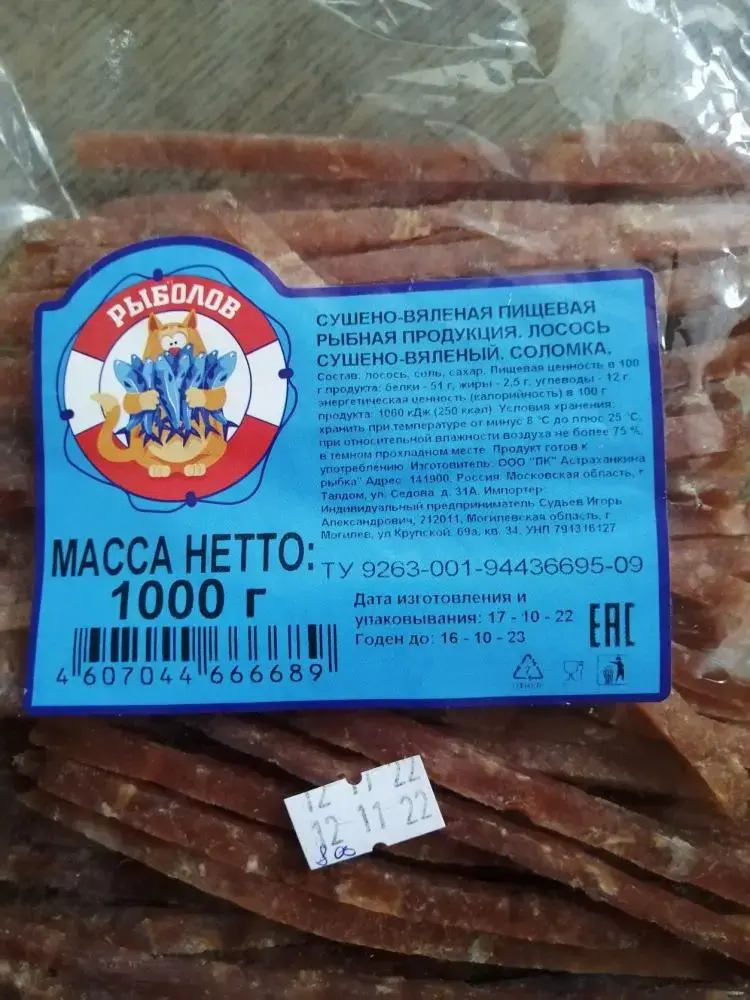 РЫБОЛОВ
СУШЕНО-ВЯЛЕНАЯ ПИЩЕВАЯ
РЫБНАЯ ПРОДУКЦИЯ. ЛОСОСЬ
СУШЕНО-ВЯЛЕНЫЙ. СОЛОМКА.
Состав: лосось, соль, сахар. Пищевая ценность в 100
г продукта: белки - 51 г, жиры - 2,5 г, углеводы - 12 г,
энергетическая ценность (калорийность) в 100 г
продукта: 1060 кДж (250 ккал). Условия хранения:
хранить при температуре от минус 8 °С до плюс 25 °С,
при относительной влажности воздуха не более 75 %,
в темном прохладном месте. Продукт готов к
употреблению. Изготовитель: ООО "ПК" Астраханкина
рыбка" Адрес: 141900, Россия, Московская область, г
Талдом, ул. Седова, д. 31А. Импортер:
Индивидуальный предприниматель Судьев Игорь
Александрович, 212011, Могилевская область, г
Могилев, ул Крупской, 69а, кв. 34. УНП 791316127
ТУ 9263-001-94436695-09
МАССА НЕТТО:
1000 г
Дата изготовления и
упаковывания: 17 - 10 - 22
Годен до: 16 - 10 - 23
EAC
4 607044 666689
12 11 22
12 11 22
8 00